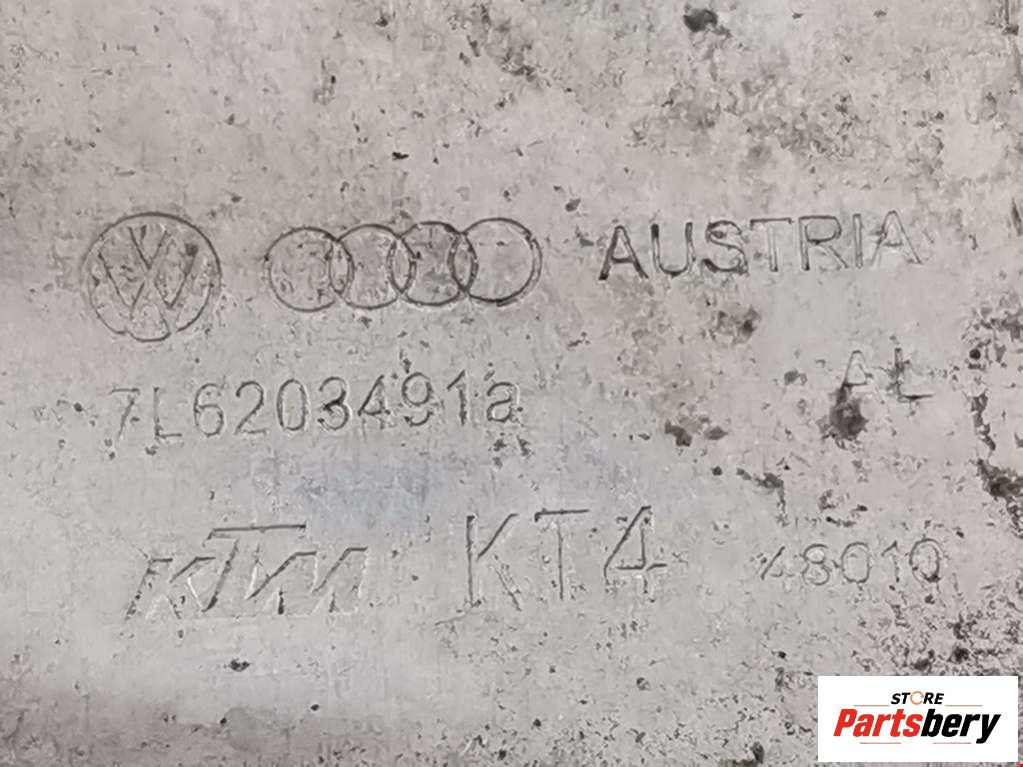 AUSTRIA
7L6203491a
AL
KTM KT4 48010
STORE
Partsbery